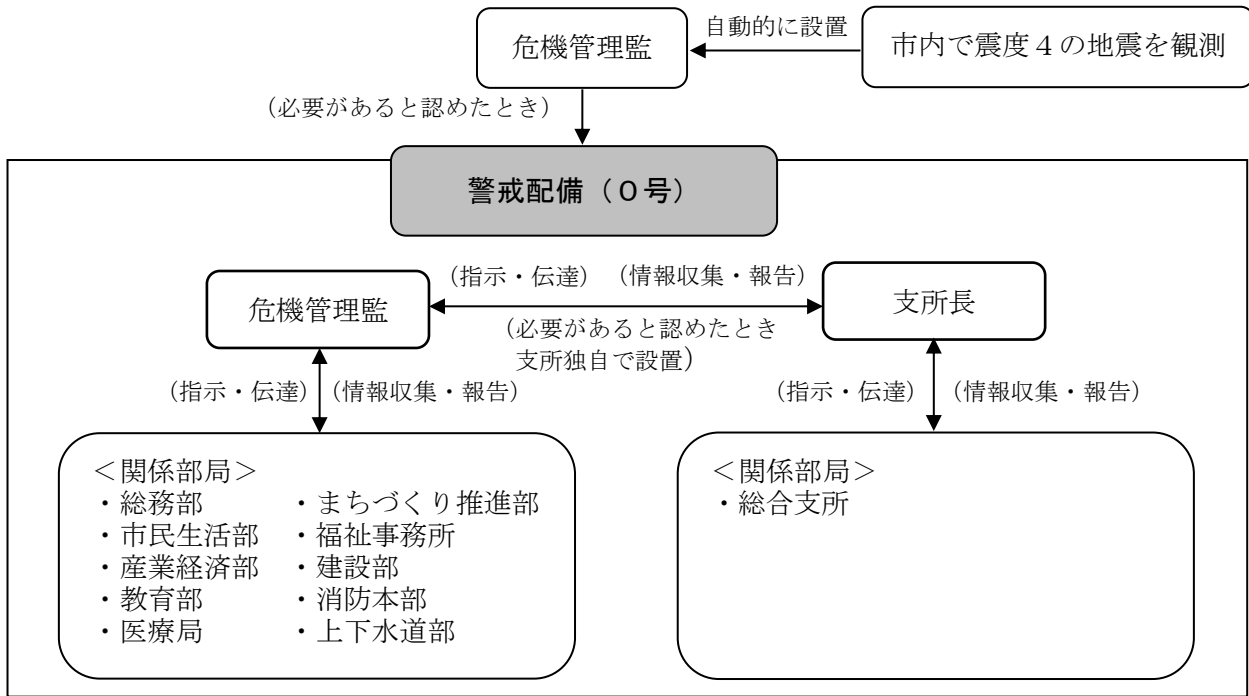 自動的に設置
危機管理監
市内で震度４の地震を観測
（必要があると認めたとき）
警戒配備（０号）
（指示・伝達）（情報収集・報告）
危機管理監
支所長
（必要があると認めたとき
支所独自で設置）
（指示・伝達）（情報収集・報告）
（指示・伝達）（情報収集・報告）
＜関係部局＞
・総務部　・まちづくり推進部
・市民生活部　・福祉事務所
・産業経済部　・建設部
・教育部　・消防本部
・医療局　・上下水道部
＜関係部局＞
・総合支所